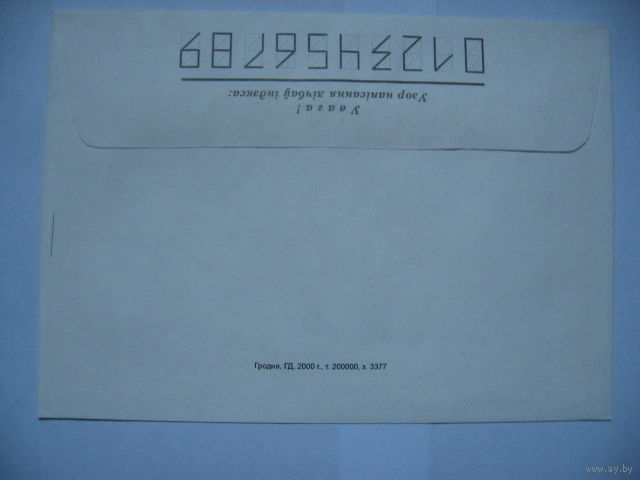 Увага!
Узор напісання лічбаў індэкса:
0123456789
Гродна, ГД, 2000 г., т. 200000, з. 3377
www.ay.by